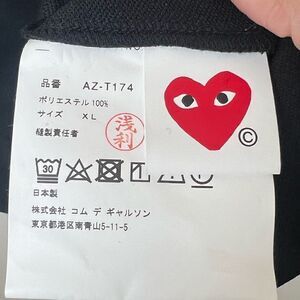 品番 AZ-T174
ポリエステル 100%
サイズ XL
縫製責任者
浅利
30
日本製
株式会社 コム デ ギャルソン
東京都港区南青山5-11-5
©